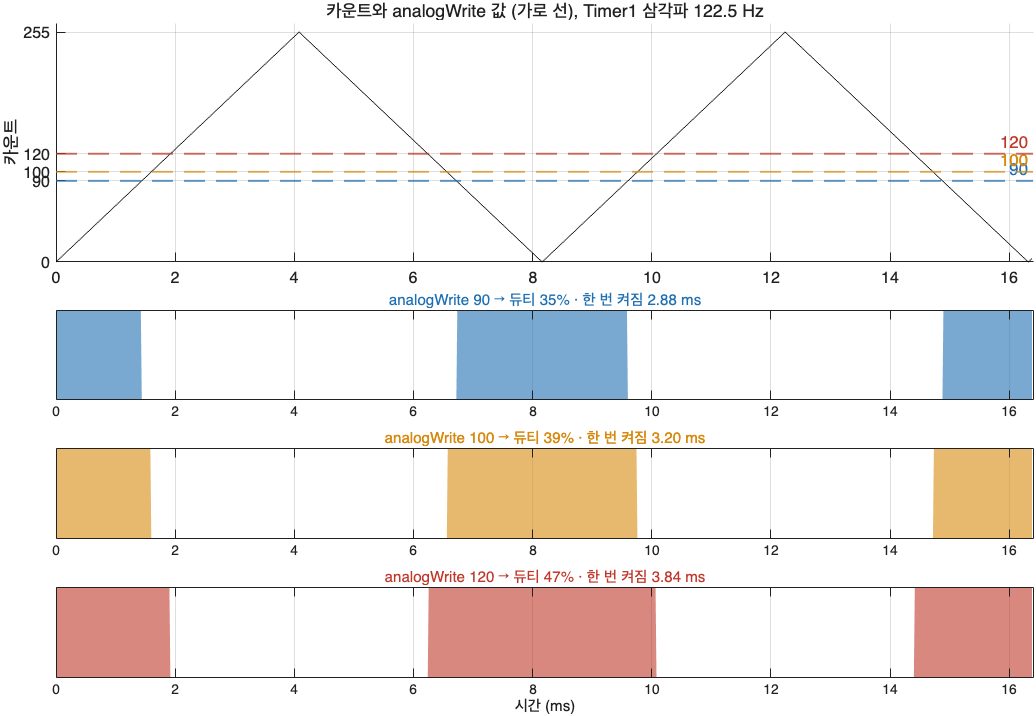 카운트와 analogWrite 값 (가로 선), Timer1 삼각파 122.5 Hz
카운트
255
120
100
90
0
120
100
90
0 2 4 6 8 10 12 14 16
analogWrite 90 → 듀티 35% · 한 번 켜짐 2.88 ms
0 2 4 6 8 10 12 14 16
analogWrite 100 → 듀티 39% · 한 번 켜짐 3.20 ms
0 2 4 6 8 10 12 14 16
analogWrite 120 → 듀티 47% · 한 번 켜짐 3.84 ms
0 2 4 6 8 10 12 14 16
시간 (ms)